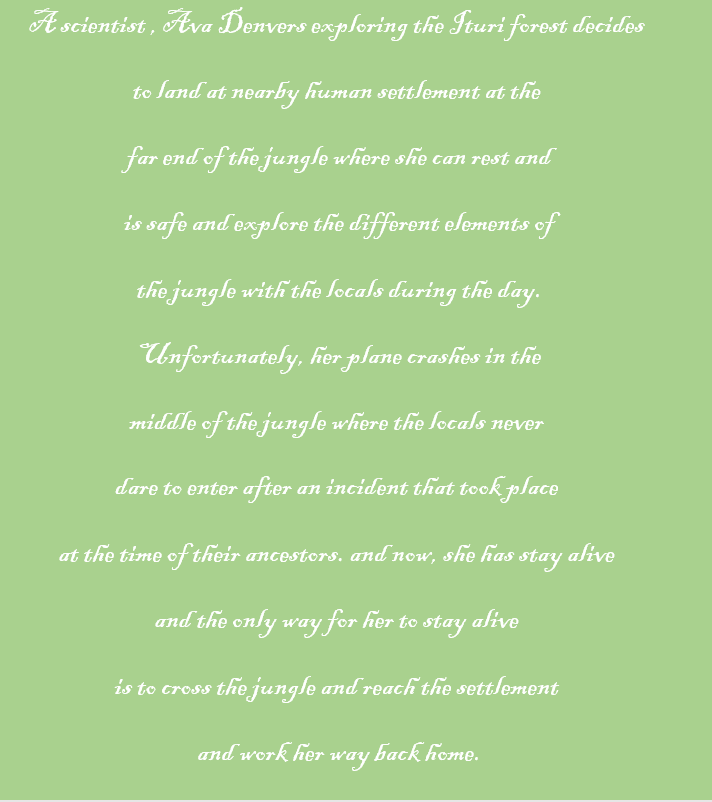 A scientist , Ava Denvers exploring the Ituri forest decides
to land at nearby human settlement at the
far end of the jungle where she can rest and
is safe and explore the different elements of
the jungle with the locals during the day.
Unfortunately, her plane crashes in the
middle of the jungle where the locals never
dare to enter after an incident that took place
at the time of their ancestors. and now, she has stay alive
and the only way for her to stay alive
is to cross the jungle and reach the settlement
and work her way back home.